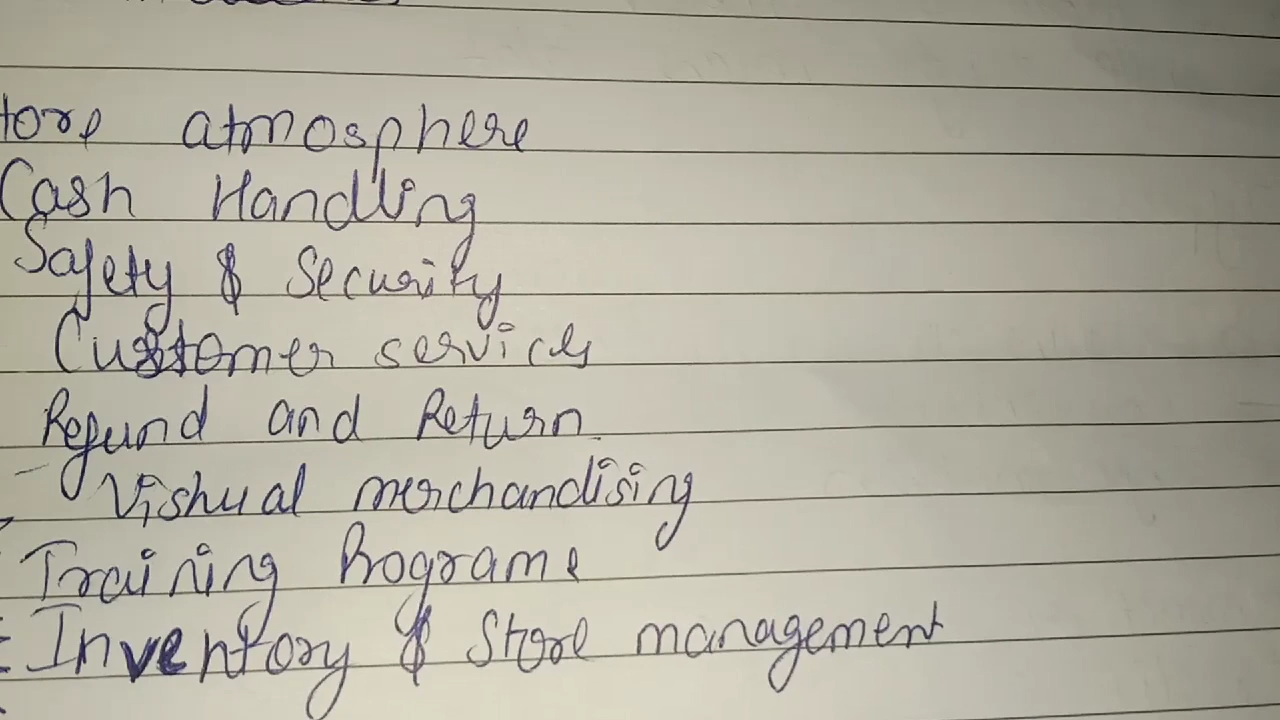 tore atmosphere
Cash Handling
Safety & Security
Customer services
Refund and Return
Vishual merchandising
Training Programe
Inventory & Store management